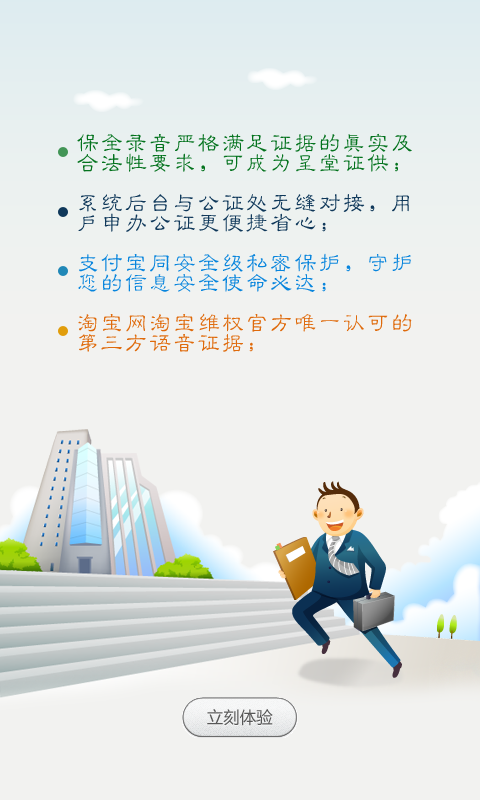 保全录音严格满足证据的真实及
合法性要求，可成为呈堂证供；
系统后台与公证处无缝对接，用
户申办公证更便捷省心；
支付宝同安全级私密保护，守护
您的信息安全使命必达；
淘宝网淘宝维权官方唯一认可的
第三方语音证据；
立刻体验